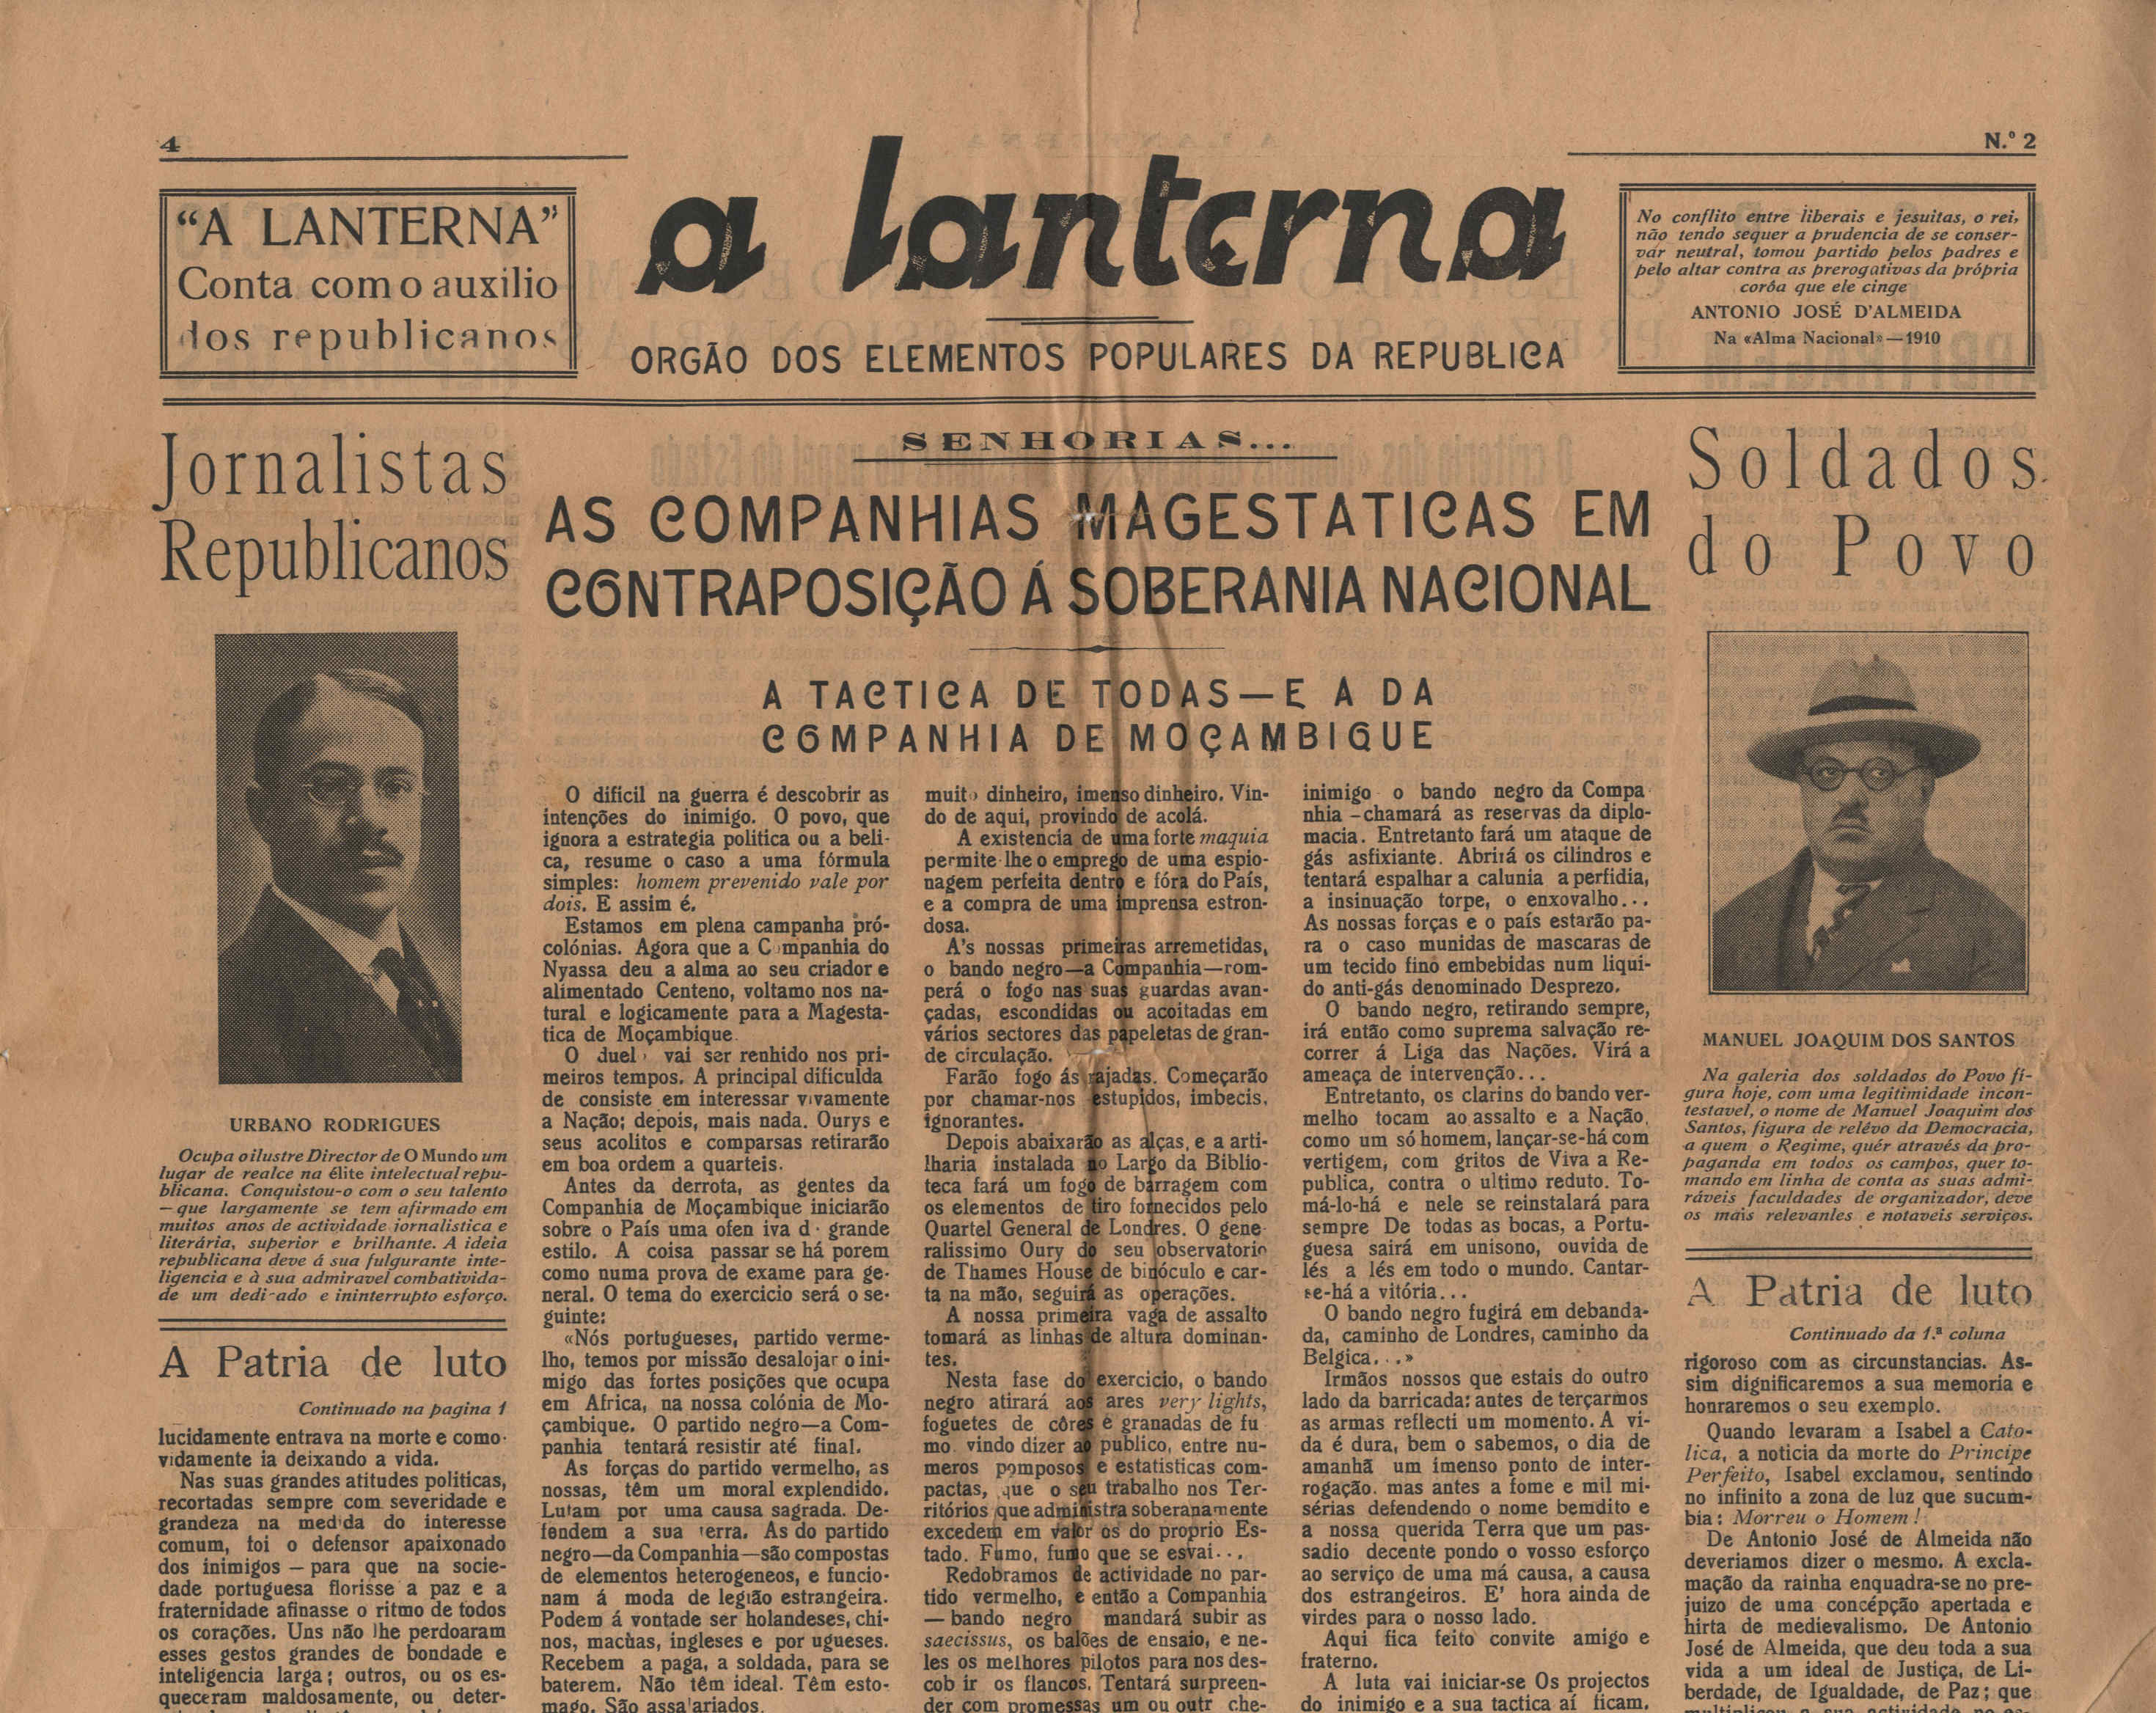 4
N.º 2
"A LANTERNA"
Conta com o auxilio
dos republicanos
a lanterna
ORGÃO DOS ELEMENTOS POPULARES DA REPUBLICA
No conflito entre liberais e jesuitas, o rei,
não tendo sequer a prudencia de se conser-
var neutral, tomou partido pelos padres e
pelo altar contra as prerogativas da própria
corôa que ele cinge
ANTONIO JOSÉ D'ALMEIDA
Na «Alma Nacional»—1910
Jornalistas
Republicanos
URBANO RODRIGUES
Ocupa o ilustre Director de O Mundo um
lugar de realce na élite intelectual repu-
blicana. Conquistou-o com o seu talento
—que largamente se tem afirmado em
muitos anos de actividade jornalistica e
literária, superior e brilhante. A ideia
republicana deve á sua fulgurante inte-
ligencia e à sua admiravel combativida-
de um dedicado e ininterrupto esforço.
A Patria de luto
Continuado na pagina 1
lucidamente entrava na morte e como-
vidamente ia deixando a vida.
Nas suas grandes atitudes politicas,
recortadas sempre com severidade e
grandeza na medida do interesse
comum, foi o defensor apaixonado
dos inimigos — para que na socie-
dade portuguesa florisse a paz e a
fraternidade afinasse o ritmo de todos
os corações. Uns não lhe perdoaram
esses gestos grandes de bondade e
inteligencia larga; outros, ou os es-
queceram maldosamente, ou deter-
SENHORIAS...
AS COMPANHIAS MAGESTATICAS EM
CONTRAPOSIÇÃO Á SOBERANIA NACIONAL
A TACTICA DE TODAS—E A DA
COMPANHIA DE MOÇAMBIQUE
O dificil na guerra é descobrir as
intenções do inimigo. O povo, que
ignora a estrategia politica ou a beli-
ca, resume o caso a uma fórmula
simples: homem prevenido vale por
dois. E assim é.
Estamos em plena campanha pró-
colónias. Agora que a C mpanhia do
Nyassa deu a alma ao seu criador e
alimentado Centeno, voltamo nos na-
tural e logicamente para a Magesta-
tica de Moçambique.
O duelo vai ser renhido nos pri-
meiros tempos. A principal dificulda
de consiste em interessar vivamente
a Nação; depois, mais nada. Ourys e
seus acolitos e comparsas retirarão
em boa ordem a quarteis.
Antes da derrota, as gentes da
Companhia de Moçambique iniciarão
sobre o País uma ofen iva d grande
estilo. A coisa passar se há porem
como numa prova de exame para ge-
neral. O tema do exercicio será o se-
guinte:
«Nós portugueses, partido verme-
lho, temos por missão desalojar o ini-
migo das fortes posições que ocupa
em Africa, na nossa colónia de Mo-
çambique. O partido negro—a Com-
panhia tentará resistir até final.
As forças do partido vermelho, as
nossas, têm um moral explendido.
Lutam por uma causa sagrada. De-
fendem a sua terra. As do partido
negro—da Companhia—são compostas
de elementos heterogeneos, e funcio-
nam á moda de legião estrangeira.
Podem á vontade ser holandeses, chi-
nos, macùas, ingleses e por ugueses.
Recebem a paga, a soldada, para se
baterem. Não têm ideal. Têm esto-
mago. São assalariados.
muito dinheiro, imenso dinheiro. Vin-
do de aqui, provindo de acolá.
A existencia de uma forte maquia
permite-lhe o emprego de uma espio-
nagem perfeita dentro e fóra do País,
e a compra de uma imprensa estron-
dosa.
A's nossas primeiras arremetidas,
o bando negro—a Companhia—rom-
perá o fogo nas suas guardas avan-
çadas, escondidas ou acoitadas em
vários sectores das papeletas de gran-
de circulação.
Farão fogo ás rajadas. Começarão
por chamar-nos estupidos, imbecis,
ignorantes.
Depois abaixarão as alças, e a arti-
lharia instalada no Largo da Biblio-
teca fará um fogo de barragem com
os elementos de tiro fornecidos pelo
Quartel General de Londres. O gene-
ralissimo Oury do seu observatorio
de Thames House de binóculo e car-
ta na mão, seguirá as operações.
A nossa primeira vaga de assalto
tomará as linhas de altura dominan-
tes.
Nesta fase do exercicio, o bando
negro atirará aos ares very lights,
foguetes de côres e granadas de fu
mo, vindo dizer ao publico, entre nu-
meros pomposos e estatisticas com-
pactas, que o seu trabalho nos Ter-
ritórios que administra soberanamente
excedem em valor os do proprio Es-
tado. Fumo, fumo que se esvai...
Redobramos de actividade no par-
tido vermelho, e então a Companhia
— bando negro mandará subir as
saecissus, os balões de ensaio, e ne-
les os melhores pilotos para nos des-
cob ir os flancos. Tentará surpreen-
der com promessas um ou outr che-
inimigo o bando negro da Compa
nhia —chamará as reservas da diplo-
macia. Entretanto fará um ataque de
gás asfixiante. Abrirá os cilindros e
tentará espalhar a calunia a perfidia,
a insinuação torpe, o enxovalho...
As nossas forças e o país estarão pa-
ra o caso munidas de mascaras de
um tecido fino embebidas num liqui-
do anti-gás denominado Desprezo.
O bando negro, retirando sempre,
irá então como suprema salvação re-
correr á Liga das Nações. Virá a
ameaça de intervenção...
Entretanto, os clarins do bando ver-
melho tocam ao assalto e a Nação,
como um só homem, lançar-se-há com
vertigem, com gritos de Viva a Re-
publica, contra o ultimo reduto. To-
má-lo-há e nele se reinstalará para
sempre De todas as bocas, a Portu-
guesa sairá em unisono, ouvida de
lés a lés em todo o mundo. Cantar-
se-há a vitória...
O bando negro fugirá em debanda-
da, caminho de Londres, caminho da
Belgica...»
Irmãos nossos que estais do outro
lado da barricada: antes de terçarmos
as armas reflecti um momento. A vi-
da é dura, bem o sabemos, o dia de
amanhã um imenso ponto de inter-
rogação. mas antes a fome e mil mi-
sérias defendendo o nome bemdito e
a nossa querida Terra que um pas-
sadio decente pondo o vosso esforço
ao serviço de uma má causa, a causa
dos estrangeiros. E' hora ainda de
virdes para o nosso lado.
Aqui fica feito convite amigo e
fraterno.
A luta vai iniciar-se Os projectos
do inimigo e a sua tactica aí ficam.
Soldados
do Povo
MANUEL JOAQUIM DOS SANTOS
Na galeria dos soldados do Povo fi-
gura hoje, com uma legitimidade incon-
testavel, o nome de Manuel Joaquim dos
Santos, figura de relêvo da Democracia,
a quem o Regime, quér através da pro-
paganda em todos os campos, quer to-
mando em linha de conta as suas admi-
ráveis faculdades de organizador, deve
os mais relevanles e notaveis serviços.
A Patria de luto
Continuado da 1.ª coluna
rigoroso com as circunstancias. As-
sim dignificaremos a sua memoria e
honraremos o seu exemplo.
Quando levaram a Isabel a Cato-
lica, a noticia da morte do Principe
Perfeito, Isabel exclamou, sentindo
no infinito a zona de luz que sucum-
bia: Morreu o Homem!
De Antonio José de Almeida não
deveriamos dizer o mesmo. A excla-
mação da rainha enquadra-se no pre-
juizo de uma concépção apertada e
hirta de medievalismo. De Antonio
José de Almeida, que deu toda a sua
vida a um ideal de Justiça, de Li-
berdade, de Igualdade, de Paz; que